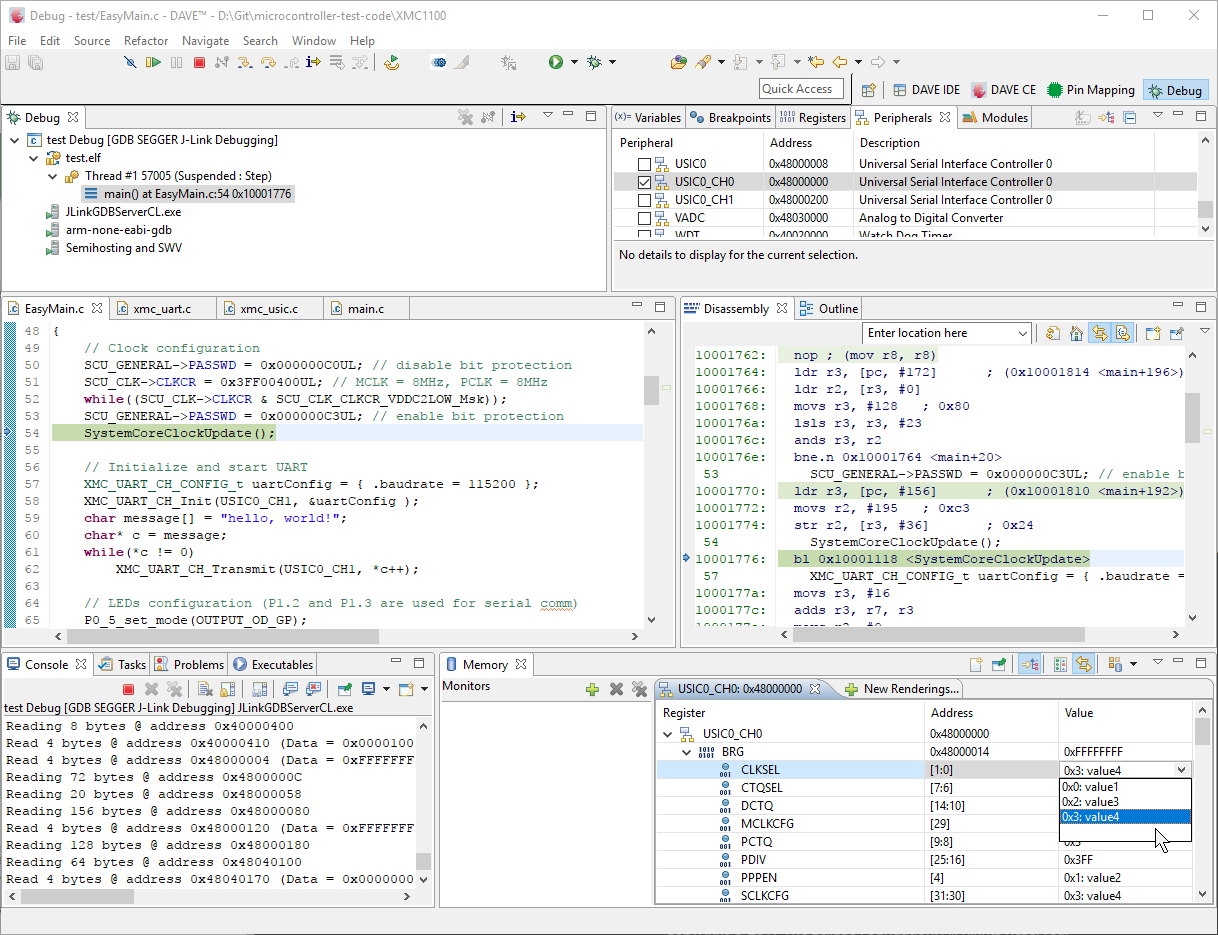 Debug - test/EasyMain.c - DAVE™ - D:\Git\microcontroller-test-code\XMC1100
File Edit Source Refactor Navigate Search Window Help
Quick Access DAVE IDE DAVE CE Pin Mapping Debug
Debug
test Debug [GDB SEGGER J-Link Debugging]
test.elf
Thread #1 57005 (Suspended : Step)
main() at EasyMain.c:54 0x10001776
JLinkGDBServerCL.exe
arm-none-eabi-gdb
Semihosting and SWV
Variables Breakpoints Registers Peripherals Modules
Peripheral Address Description
USIC0 0x48000008 Universal Serial Interface Controller 0
USIC0_CH0 0x48000000 Universal Serial Interface Controller 0
USIC0_CH1 0x48000200 Universal Serial Interface Controller 0
VADC 0x48030000 Analog to Digital Converter
WDT 0x40020000 Watch Dog Timer
No details to display for the current selection.
EasyMain.c xmc_uart.c xmc_usic.c main.c
48 {
49 // Clock configuration
50 SCU_GENERAL->PASSWD = 0x000000C0UL; // disable bit protection
51 SCU_CLK->CLKCR = 0x3FF00400UL; // MCLK = 8MHz, PCLK = 8MHz
52 while((SCU_CLK->CLKCR & SCU_CLK_CLKCR_VDDC2LOW_Msk));
53 SCU_GENERAL->PASSWD = 0x000000C3UL; // enable bit protection
54 SystemCoreClockUpdate();
55
56 // Initialize and start UART
57 XMC_UART_CH_CONFIG_t uartConfig = { .baudrate = 115200 };
58 XMC_UART_CH_Init(USIC0_CH1, &uartConfig );
59 char message[] = "hello, world!";
60 char* c = message;
61 while(*c != 0)
62 XMC_UART_CH_Transmit(USIC0_CH1, *c++);
63
64 // LEDs configuration (P1.2 and P1.3 are used for serial comm)
65 P0_5_set_mode(OUTPUT_OD_GP);
Disassembly Outline
Enter location here
10001762: nop ; (mov r8, r8)
10001764: ldr r3, [pc, #172] ; (0x10001814 <main+196>)
10001766: ldr r2, [r3, #0]
10001768: movs r3, #128 ; 0x80
1000176a: lsls r3, r3, #23
1000176c: ands r3, r2
1000176e: bne.n 0x10001764 <main+20>
53 SCU_GENERAL->PASSWD = 0x000000C3UL; // enable b
10001770: ldr r3, [pc, #156] ; (0x10001810 <main+192>)
10001772: movs r2, #195 ; 0xc3
10001774: str r2, [r3, #36] ; 0x24
54 SystemCoreClockUpdate();
10001776: bl 0x10001118 <SystemCoreClockUpdate>
57 XMC_UART_CH_CONFIG_t uartConfig = { .baudrate =
1000177a: movs r3, #16
1000177c: adds r3, r7, r3
Console Tasks Problems Executables
test Debug [GDB SEGGER J-Link Debugging] JLinkGDBServerCL.exe
Reading 8 bytes @ address 0x40000400
Read 4 bytes @ address 0x40000410 (Data = 0x0000100
Read 4 bytes @ address 0x48000004 (Data = 0xFFFFFFF
Reading 72 bytes @ address 0x4800000C
Reading 20 bytes @ address 0x48000058
Reading 156 bytes @ address 0x48000080
Read 4 bytes @ address 0x48000120 (Data = 0xFFFFFFF
Reading 128 bytes @ address 0x48000180
Reading 64 bytes @ address 0x48040100
Read 4 bytes @ address 0x48040170 (Data = 0x0000000
Memory
Monitors
USIC0_CH0: 0x48000000 New Renderings...
Register Address Value
USIC0_CH0 0x48000000
BRG 0x48000014 0xFFFFFFFF
CLKSEL [1:0] 0x3: value4
CTQSEL [7:6]
DCTQ [14:10]
MCLKCFG [29]
PCTQ [9:8]
PDIV [25:16] 0x3FF
PPPEN [4] 0x1: value2
SCLKCFG [31:30] 0x3: value4
0x0: value1
0x2: value3
0x3: value4